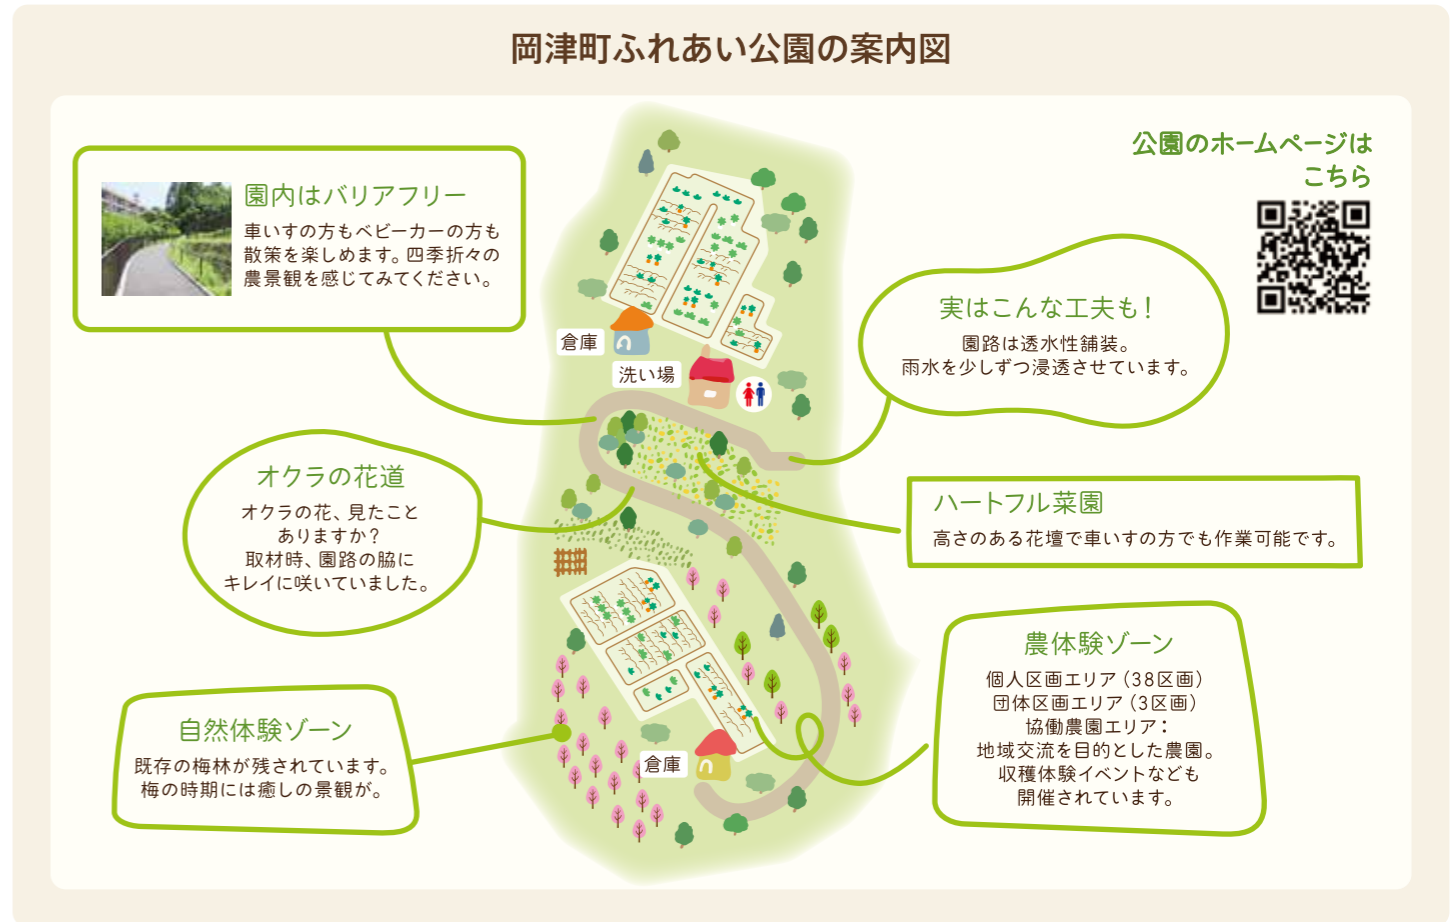 岡津町ふれあい公園の案内図
公園のホームページは
こちら
園内はバリアフリー
車いすの方もベビーカーの方も
散策を楽しめます。四季折々の
農景観を感じてみてください。
実はこんな工夫も！
園路は透水性舗装。
雨水を少しずつ浸透させています。
倉庫
洗い場
オクラの花道
オクラの花、見たこと
ありますか？
取材時、園路の脇に
キレイに咲いていました。
ハートフル菜園
高さのある花壇で車いすの方でも作業可能です。
農体験ゾーン
個人区画エリア（38区画）
団体区画エリア（3区画）
協働農園エリア：
地域交流を目的とした農園。
収穫体験イベントなども
開催されています。
自然体験ゾーン
既存の梅林が残されています。
梅の時期には癒しの景観が。
倉庫